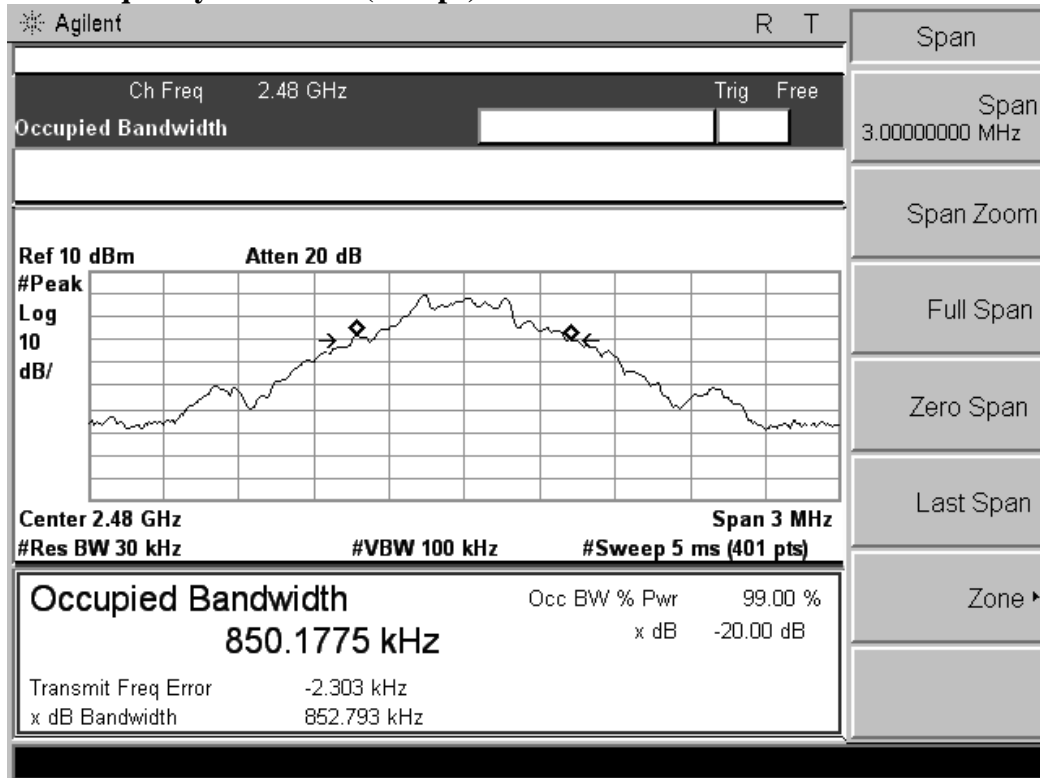 Agilent R T
Span
Ch Freq 2.48 GHz Trig Free
Occupied Bandwidth
Span
3.00000000 MHz
Span Zoom
Full Span
Zero Span
Last Span
Zone
Ref 10 dBm Atten 20 dB
#Peak
Log
10
dB/
Center 2.48 GHz Span 3 MHz
#Res BW 30 kHz #VBW 100 kHz #Sweep 5 ms (401 pts)
Occupied Bandwidth
850.1775 kHz
Occ BW % Pwr 99.00 %
x dB -20.00 dB
Transmit Freq Error -2.303 kHz
x dB Bandwidth 852.793 kHz